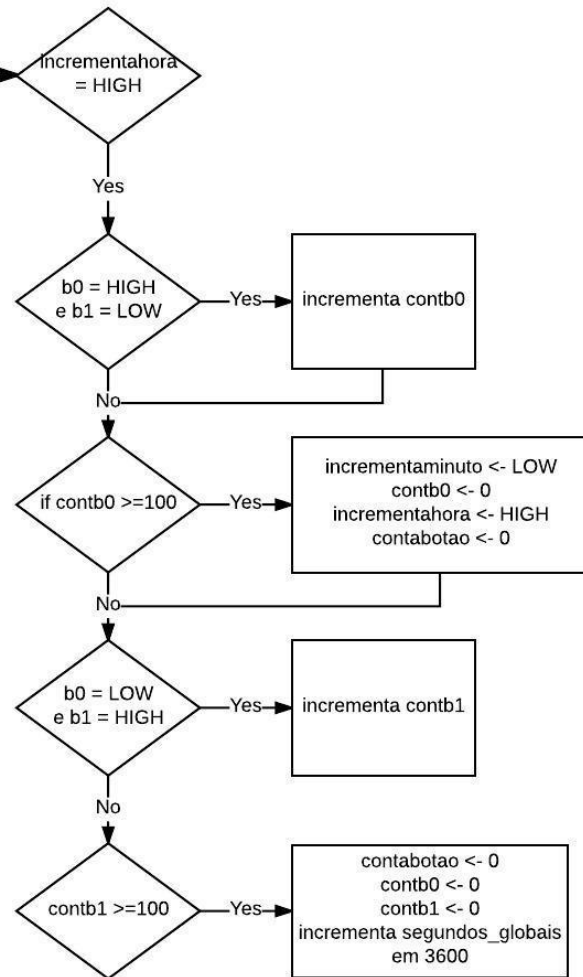 incrementahora
= HIGH
Yes
b0 = HIGH
e b1 = LOW
Yes
incrementa contb0
No
if contb0 >=100
Yes
incrementaminuto <- LOW
contb0 <- 0
incrementahora <- HIGH
contabotao <- 0
No
b0 = LOW
e b1 = HIGH
Yes
incrementa contb1
No
contb1 >=100
Yes
contabotao <- 0
contb0 <- 0
contb1 <- 0
incrementa segundos_globais
em 3600